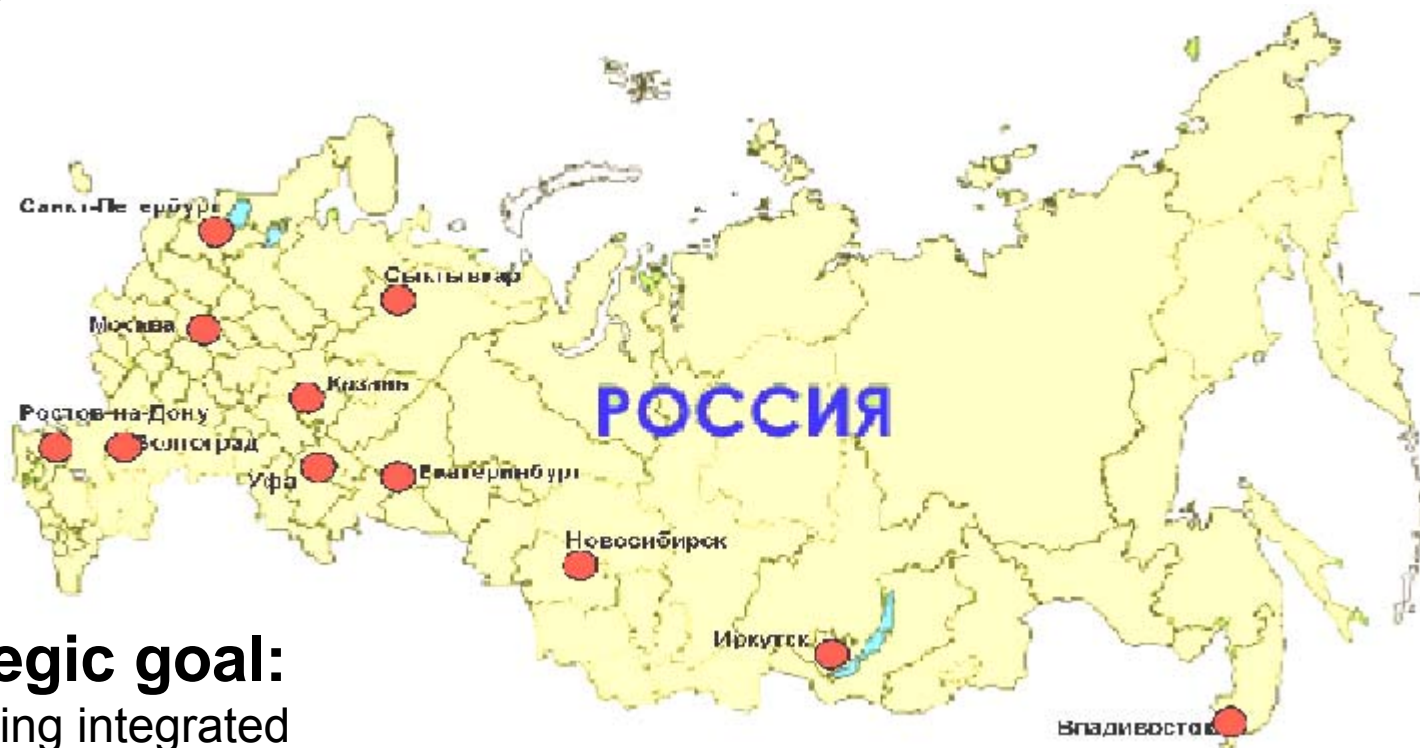 Санкт-Петербург
Сыктывкар
Москва
Казань
РОССИЯ
Ростов-на-Дону
Волгоград
Уфа
Екатеринбург
Новосибирск
Иркутск
egic goal:
ing integrated
Владивосток